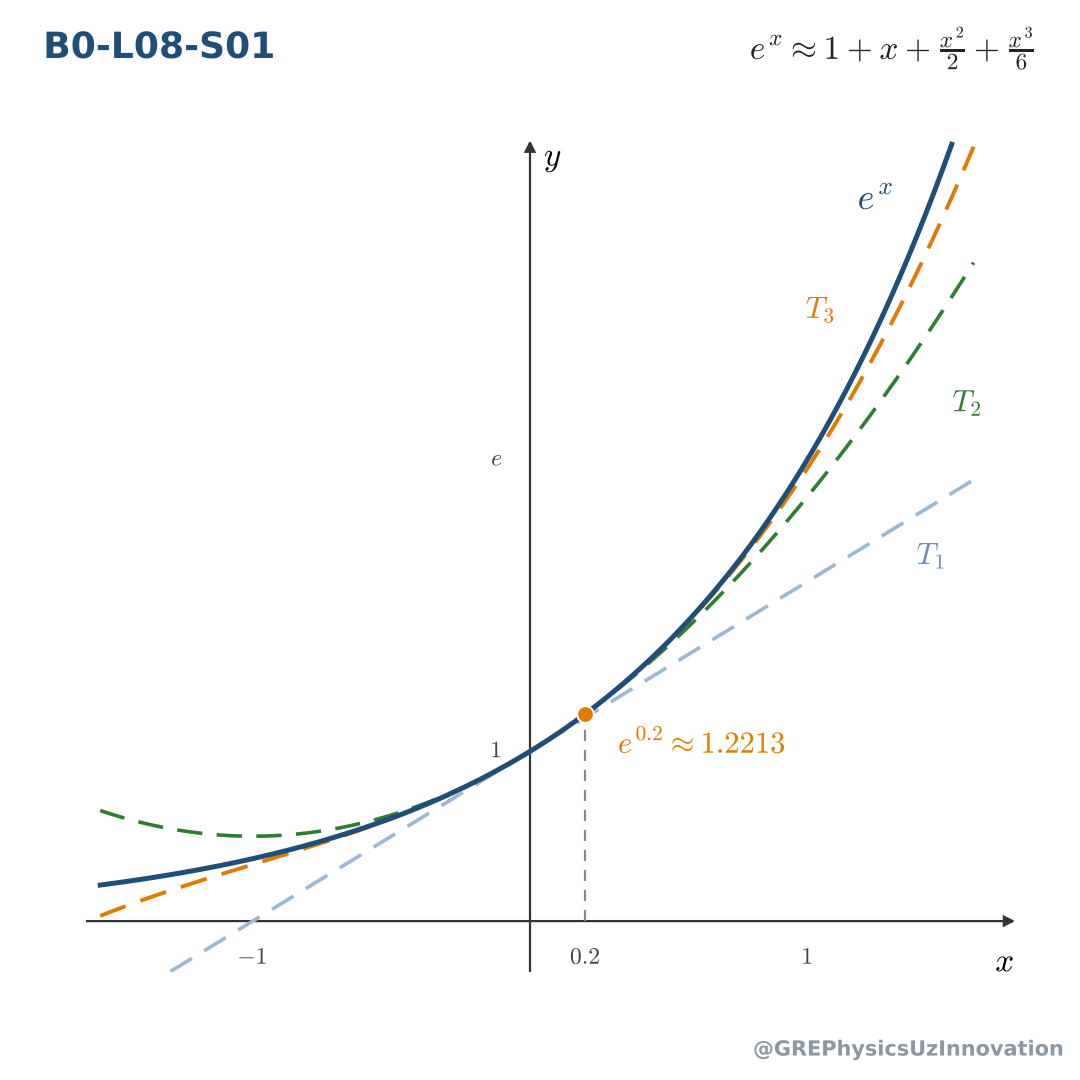 B0-L08-S01
e^x ≈ 1 + x + x^2/2 + x^3/6
y
e^x
T_3
T_2
e
T_1
e^0.2 ≈ 1.2213
1
−1
0.2
1
x
@GREPhysicsUzInnovation